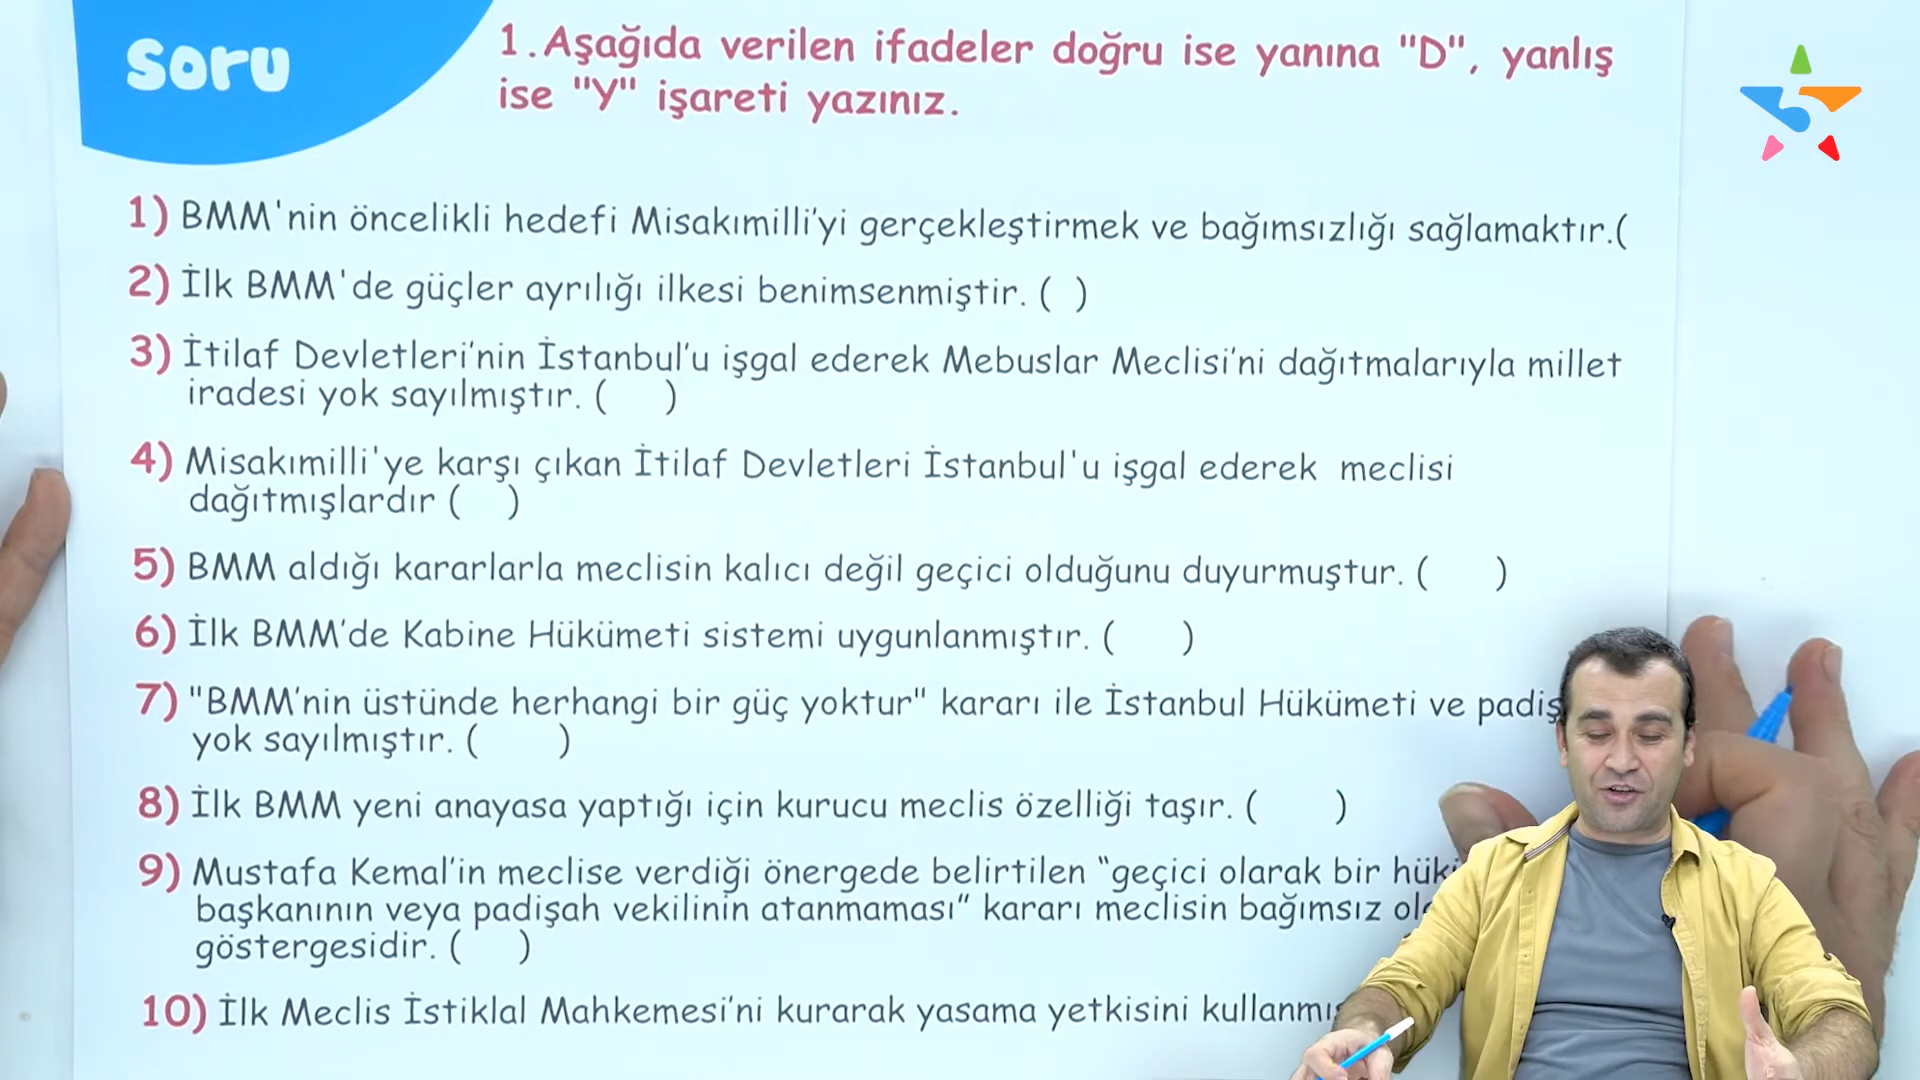 soru
1.Aşağıda verilen ifadeler doğru ise yanına "D", yanlış
ise "Y" işareti yazınız.
5
1) BMM'nin öncelikli hedefi Misakımilli’yi gerçekleştirmek ve bağımsızlığı sağlamaktır.(
2) İlk BMM'de güçler ayrılığı ilkesi benimsenmiştir. ( )
3) İtilaf Devletleri’nin İstanbul’u işgal ederek Mebuslar Meclisi’ni dağıtmalarıyla millet
iradesi yok sayılmıştır. ( )
4) Misakımilli'ye karşı çıkan İtilaf Devletleri İstanbul'u işgal ederek meclisi
dağıtmışlardır ( )
5) BMM aldığı kararlarla meclisin kalıcı değil geçici olduğunu duyurmuştur. ( )
6) İlk BMM’de Kabine Hükümeti sistemi uygunlanmıştır. ( )
7) "BMM’nin üstünde herhangi bir güç yoktur" kararı ile İstanbul Hükümeti ve
yok sayılmıştır. ( )
8) İlk BMM yeni anayasa yaptığı için kurucu meclis özelliği taşır. ( )
9) Mustafa Kemal’in meclise verdiği önergede belirtilen “geçici olarak bir
başkanının veya padişah vekilinin atanmaması” kararı meclisin bağımsız
göstergesidir. ( )
10) İlk Meclis İstiklal Mahkemesi’ni kurarak yasama yetkisini